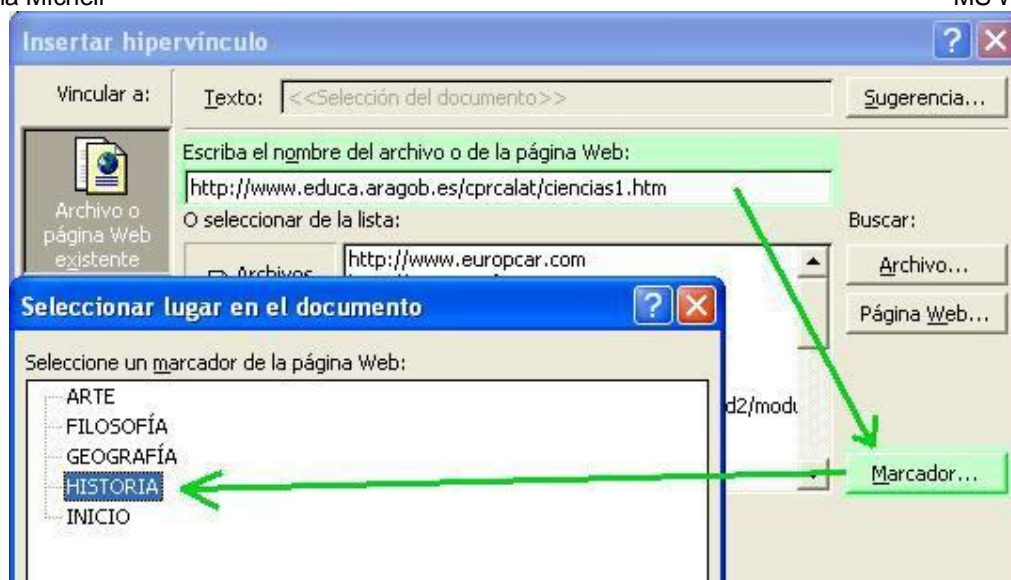 Insertar hipervínculo
Vincular a:
Texto: <<Selección del documento>>
Sugerencia...
Escriba el nombre del archivo o de la página Web:
http://www.educa.aragob.es/cprcalat/ciencias1.htm
Archivo o
página Web
existente
O seleccionar de la lista:
Buscar:
Archivos
http://www.europcar.com
Archivo...
Página Web...
Seleccionar lugar en el documento
Seleccione un marcador de la página Web:
ARTE
FILOSOFÍA
GEOGRAFÍA
HISTORIA
INICIO
d2/modu
Marcador...